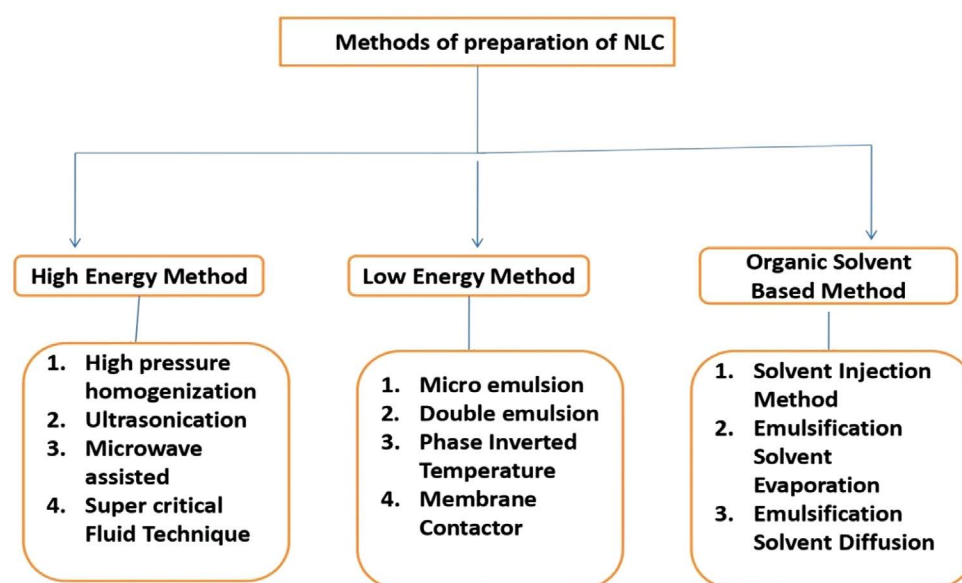 Methods of preparation of NLC
High Energy Method
Low Energy Method
Organic Solvent
Based Method
1. High pressure
homogenization
2. Ultrasonication
3. Microwave
assisted
4. Super critical
Fluid Technique
1. Micro emulsion
2. Double emulsion
3. Phase Inverted
Temperature
4. Membrane
Contactor
1. Solvent Injection
Method
2. Emulsification
Solvent
Evaporation
3. Emulsification
Solvent Diffusion